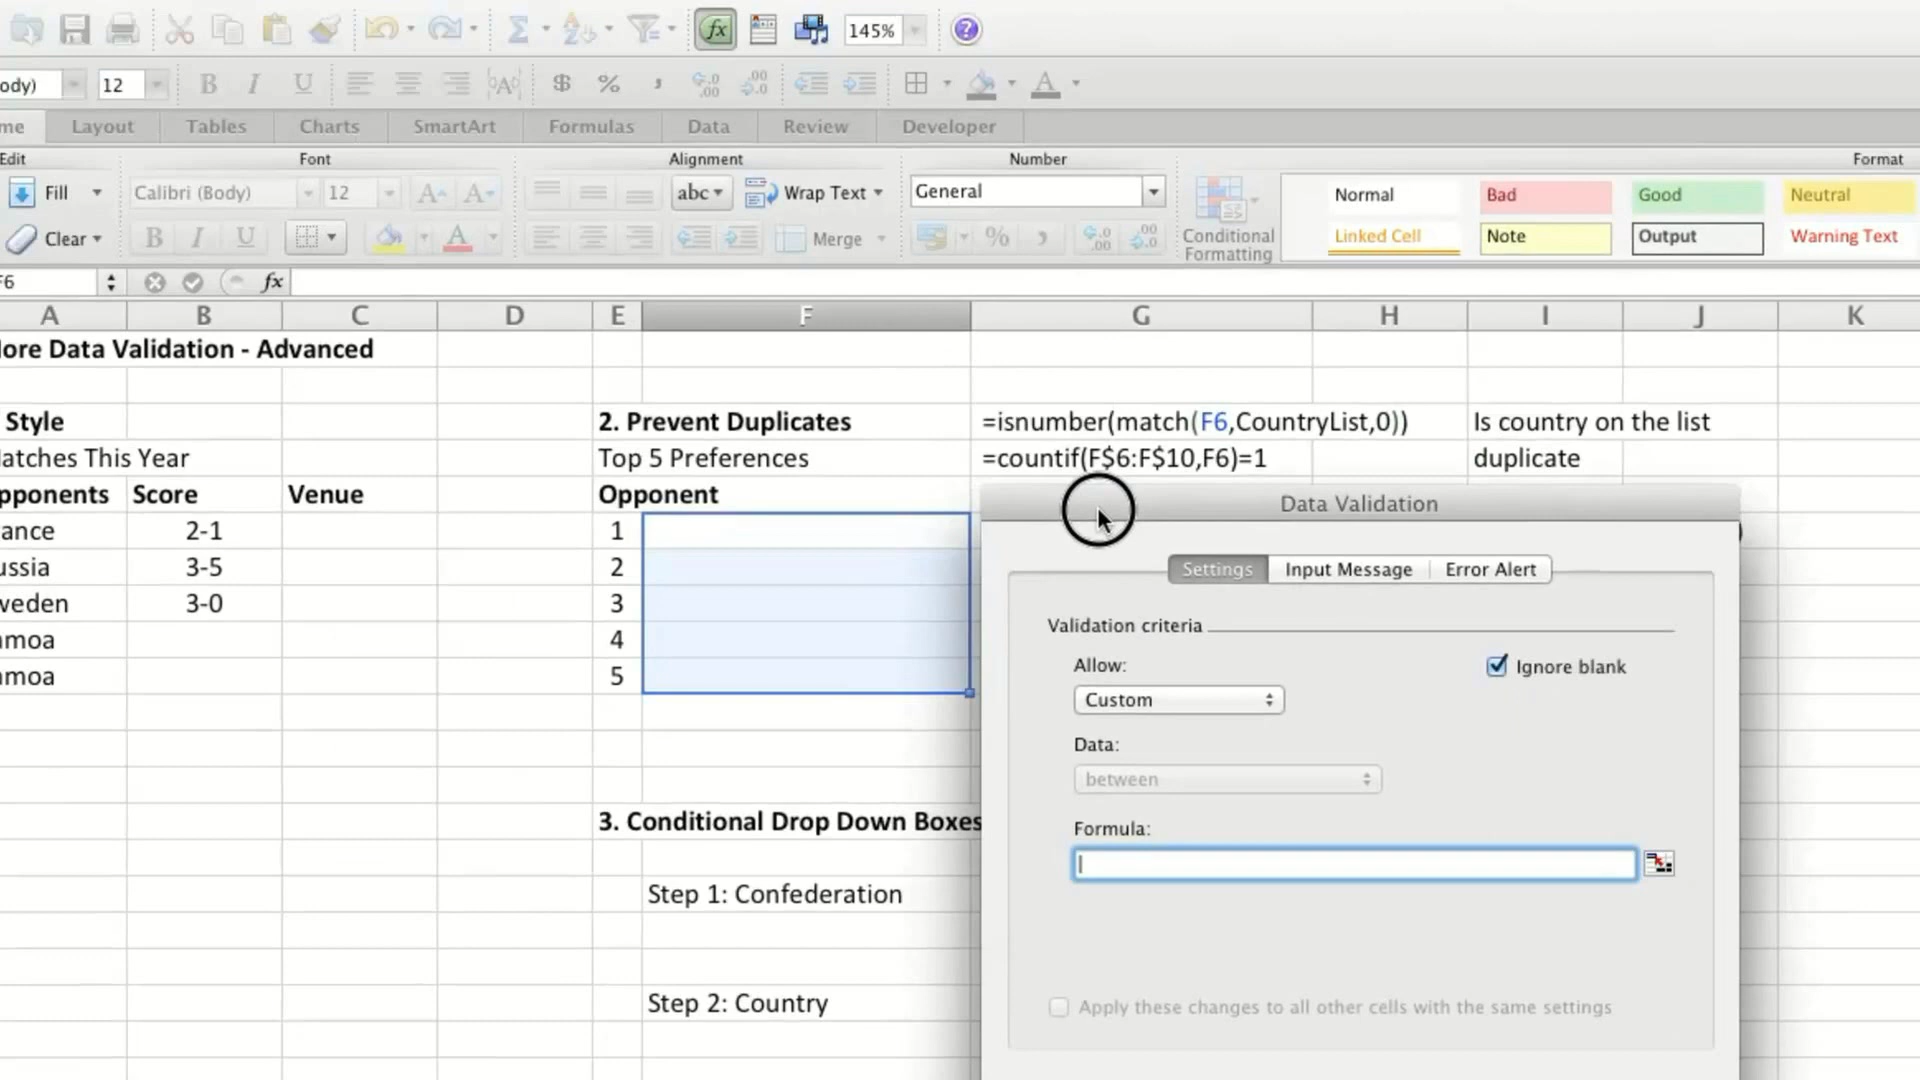 145%
ody) 12 B I U $ %
me Layout Tables Charts SmartArt Formulas Data Review Developer
Edit Font Alignment Number Format
Fill Calibri (Body) 12 A A abc Wrap Text General Normal Bad Good Neutral
Clear B I U Merge % Conditional Formatting Linked Cell Note Output Warning Text
F6 fx
A B C D E F G H I J K
ore Data Validation - Advanced
Style 2. Prevent Duplicates =isnumber(match(F6,CountryList,0)) Is country on the list
atches This Year Top 5 Preferences =countif(F$6:F$10,F6)=1 duplicate
pponents Score Venue Opponent
ance 2-1 1
ussia 3-5 2
weden 3-0 3
amoa 4
amoa 5
3. Conditional Drop Down Boxes
Step 1: Confederation
Step 2: Country
Data Validation
Settings Input Message Error Alert
Validation criteria
Allow:
Ignore blank
Custom
Data:
between
Formula:
Apply these changes to all other cells with the same settings